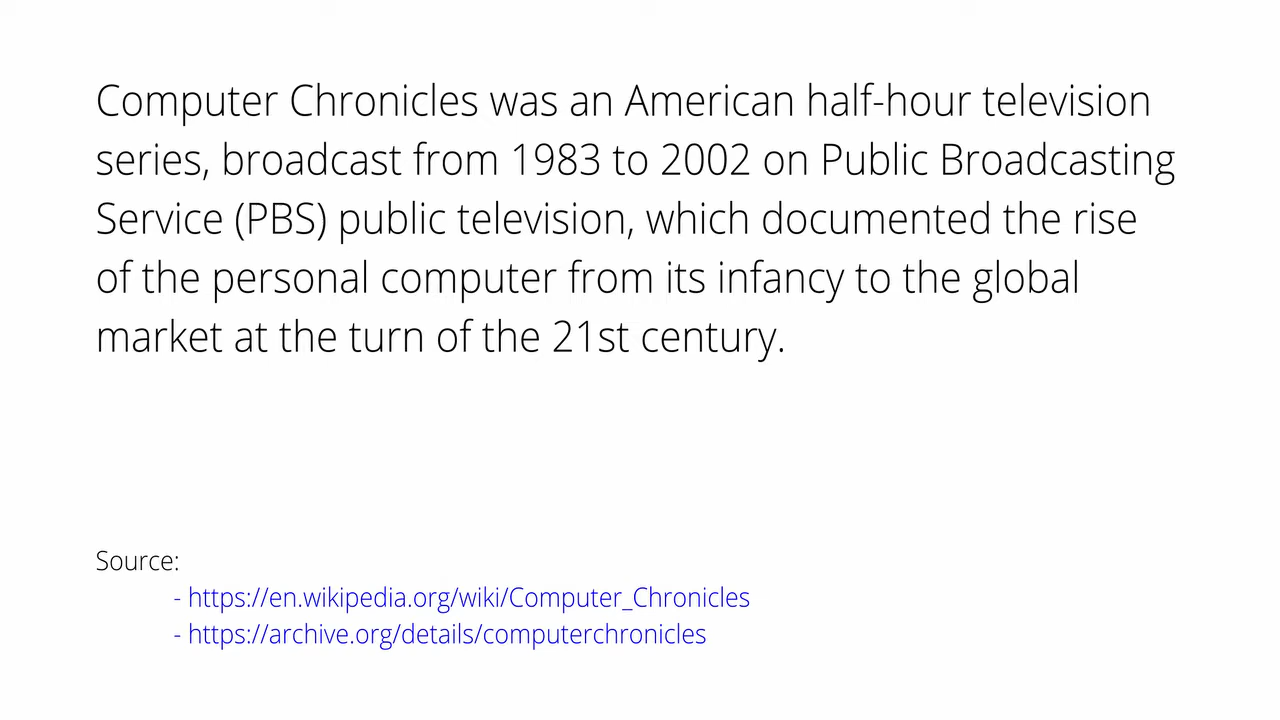 Computer Chronicles was an American half-hour television
series, broadcast from 1983 to 2002 on Public Broadcasting
Service (PBS) public television, which documented the rise
of the personal computer from its infancy to the global
market at the turn of the 21st century.
Source:
- https://en.wikipedia.org/wiki/Computer_Chronicles
- https://archive.org/details/computerchronicles